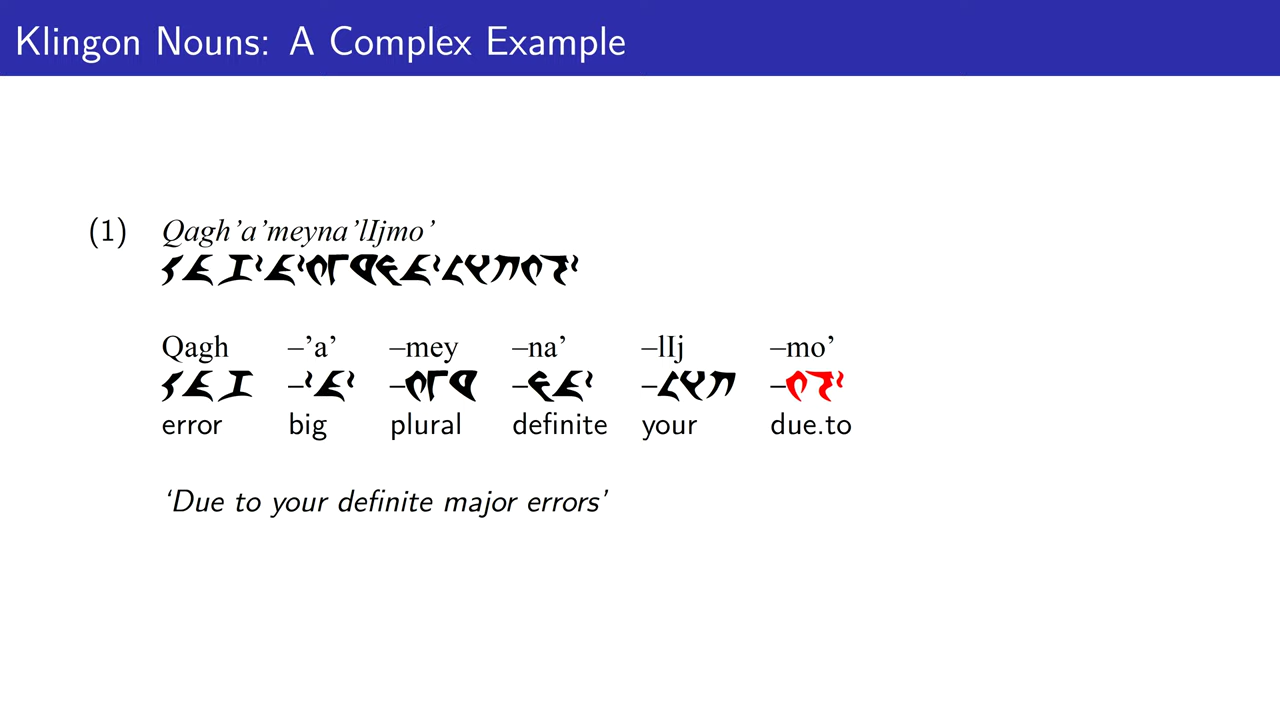 Klingon Nouns: A Complex Example
(1) Qagh’a’meyna’lIjmo’
Qagh –’a’ –mey –na’ –lIj –mo’
error big plural definite your due.to
‘Due to your definite major errors’